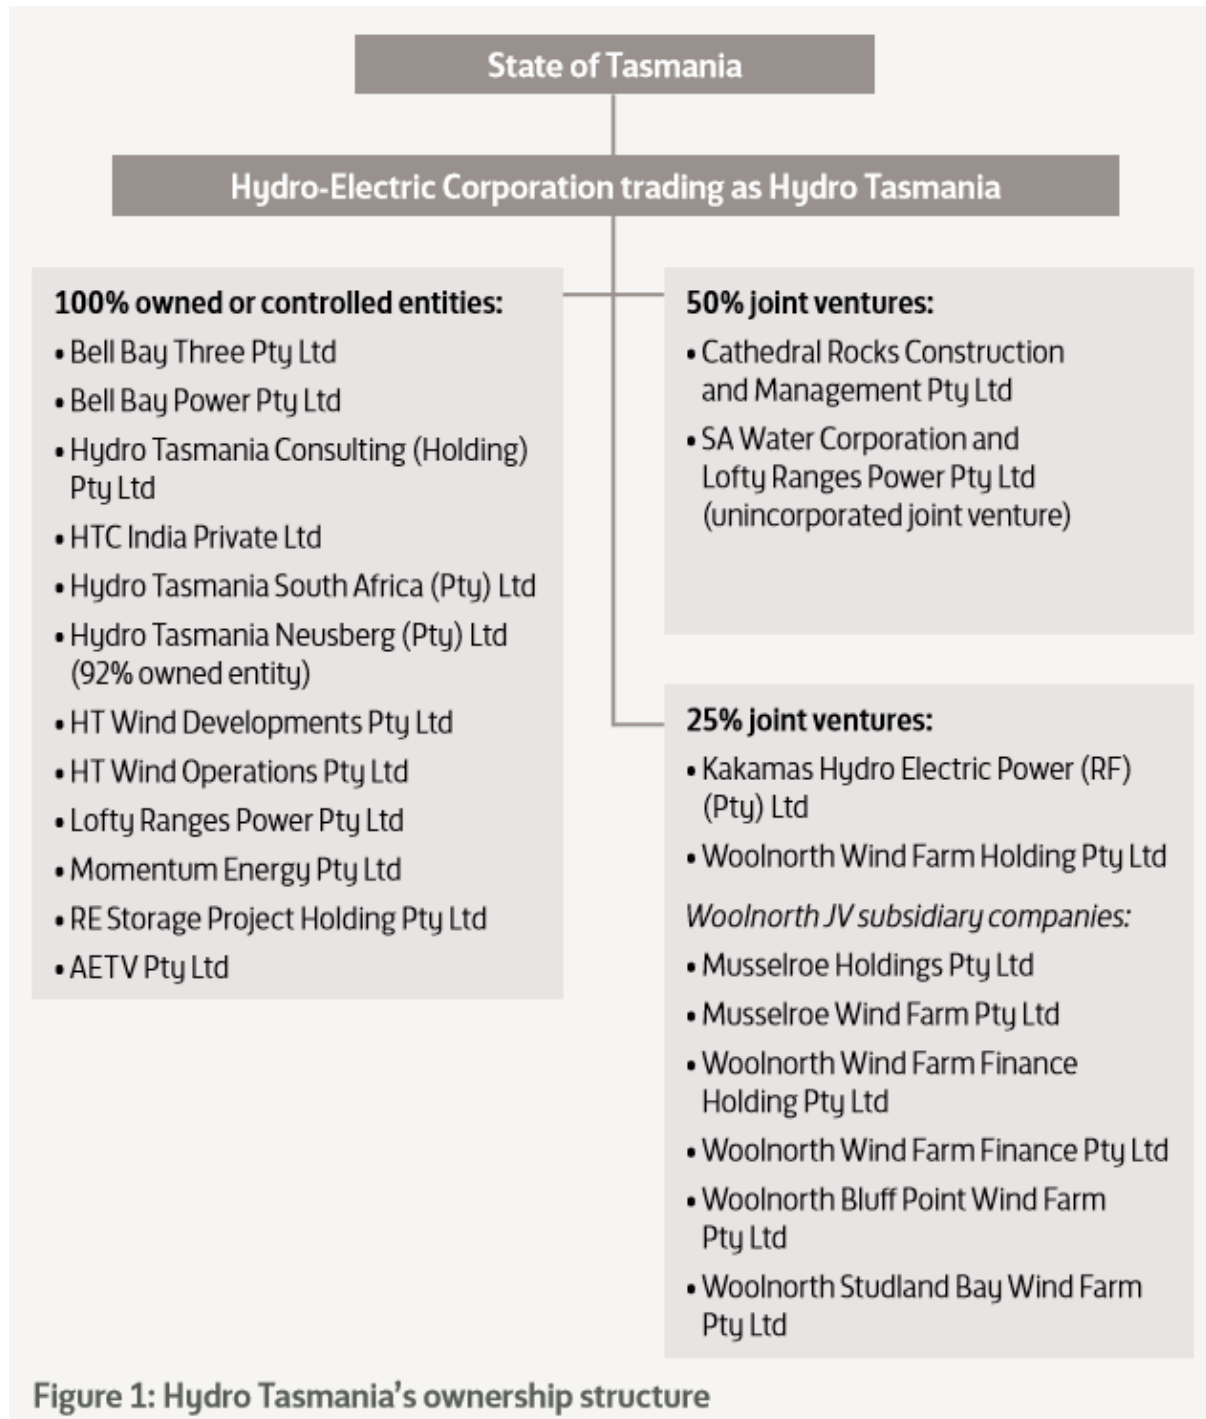 State of Tasmania
Hydro-Electric Corporation trading as Hydro Tasmania
100% owned or controlled entities:
• Bell Bay Three Pty Ltd
• Bell Bay Power Pty Ltd
• Hydro Tasmania Consulting (Holding)
Pty Ltd
• HTC India Private Ltd
• Hydro Tasmania South Africa (Pty) Ltd
• Hydro Tasmania Neusberg (Pty) Ltd
(92% owned entity)
• HT Wind Developments Pty Ltd
• HT Wind Operations Pty Ltd
• Lofty Ranges Power Pty Ltd
• Momentum Energy Pty Ltd
• RE Storage Project Holding Pty Ltd
• AETV Pty Ltd
50% joint ventures:
• Cathedral Rocks Construction
and Management Pty Ltd
• SA Water Corporation and
Lofty Ranges Power Pty Ltd
(unincorporated joint venture)
25% joint ventures:
• Kakamas Hydro Electric Power (RF)
(Pty) Ltd
• Woolnorth Wind Farm Holding Pty Ltd
Woolnorth JV subsidiary companies:
• Musselroe Holdings Pty Ltd
• Musselroe Wind Farm Pty Ltd
• Woolnorth Wind Farm Finance
Holding Pty Ltd
• Woolnorth Wind Farm Finance Pty Ltd
• Woolnorth Bluff Point Wind Farm
Pty Ltd
• Woolnorth Studland Bay Wind Farm
Pty Ltd
Figure 1: Hydro Tasmania's ownership structure